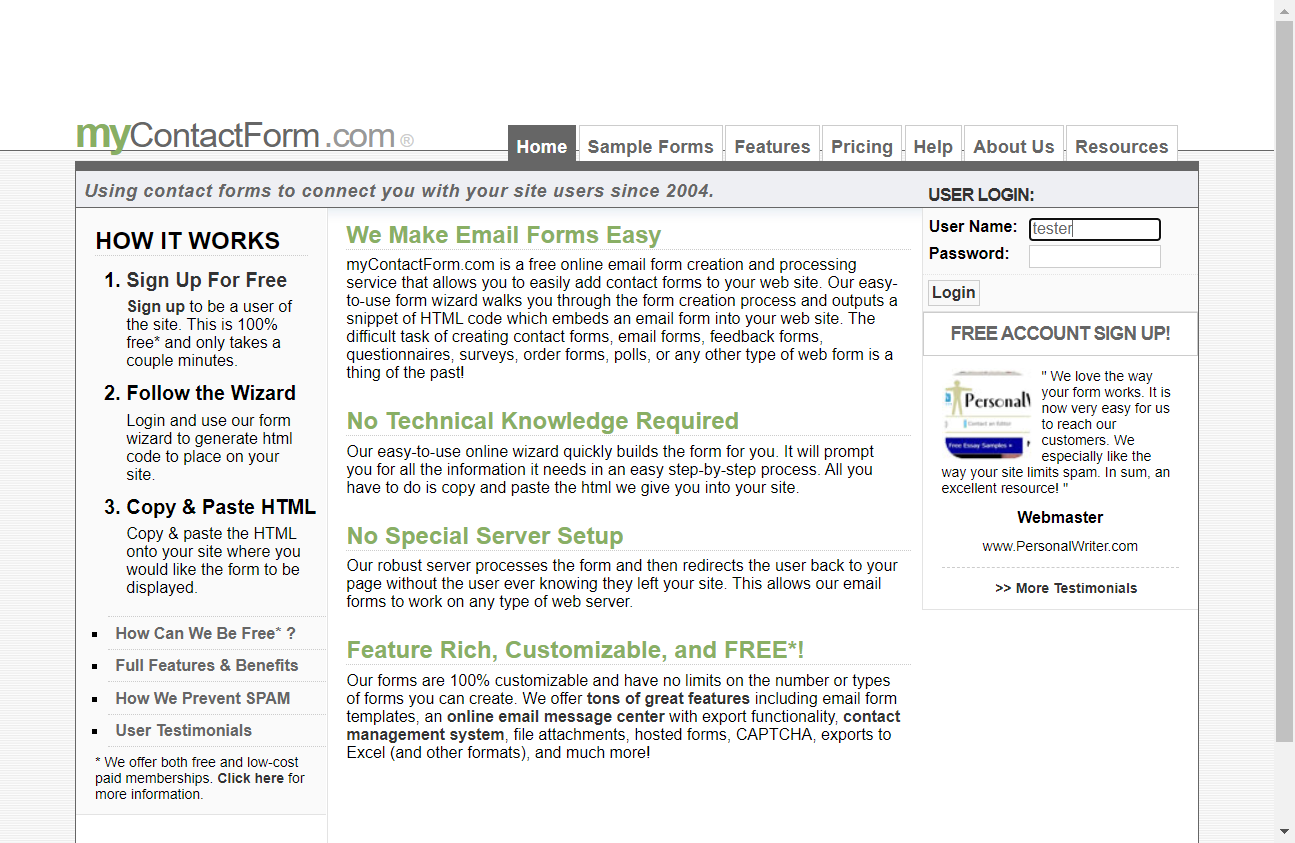 myContactForm.com ®
Home
Sample Forms
Features
Pricing
Help
About Us
Resources
Using contact forms to connect you with your site users since 2004.
USER LOGIN:
User Name:
tester
Password:
Login
FREE ACCOUNT SIGN UP!
" We love the way
your form works. It is
now very easy for us
to reach our
customers. We
especially like the
way your site limits spam. In sum, an
excellent resource! "
Webmaster
www.PersonalWriter.com
>> More Testimonials
HOW IT WORKS
1. Sign Up For Free
Sign up to be a user of
the site. This is 100%
free* and only takes a
couple minutes.
2. Follow the Wizard
Login and use our form
wizard to generate html
code to place on your
site.
3. Copy & Paste HTML
Copy & paste the HTML
onto your site where you
would like the form to be
displayed.
How Can We Be Free* ?
Full Features & Benefits
How We Prevent SPAM
User Testimonials
* We offer both free and low-cost
paid memberships. Click here for
more information.
We Make Email Forms Easy
myContactForm.com is a free online email form creation and processing
service that allows you to easily add contact forms to your web site. Our easy-
to-use form wizard walks you through the form creation process and outputs a
snippet of HTML code which embeds an email form into your web site. The
difficult task of creating contact forms, email forms, feedback forms,
questionnaires, surveys, order forms, polls, or any other type of web form is a
thing of the past!
No Technical Knowledge Required
Our easy-to-use online wizard quickly builds the form for you. It will prompt
you for all the information it needs in an easy step-by-step process. All you
have to do is copy and paste the html we give you into your site.
No Special Server Setup
Our robust server processes the form and then redirects the user back to your
page without the user ever knowing they left your site. This allows our email
forms to work on any type of web server.
Feature Rich, Customizable, and FREE*!
Our forms are 100% customizable and have no limits on the number or types
of forms you can create. We offer tons of great features including email form
templates, an online email message center with export functionality, contact
management system, file attachments, hosted forms, CAPTCHA, exports to
Excel (and other formats), and much more!
Contact an Editor
Free Essay Samples